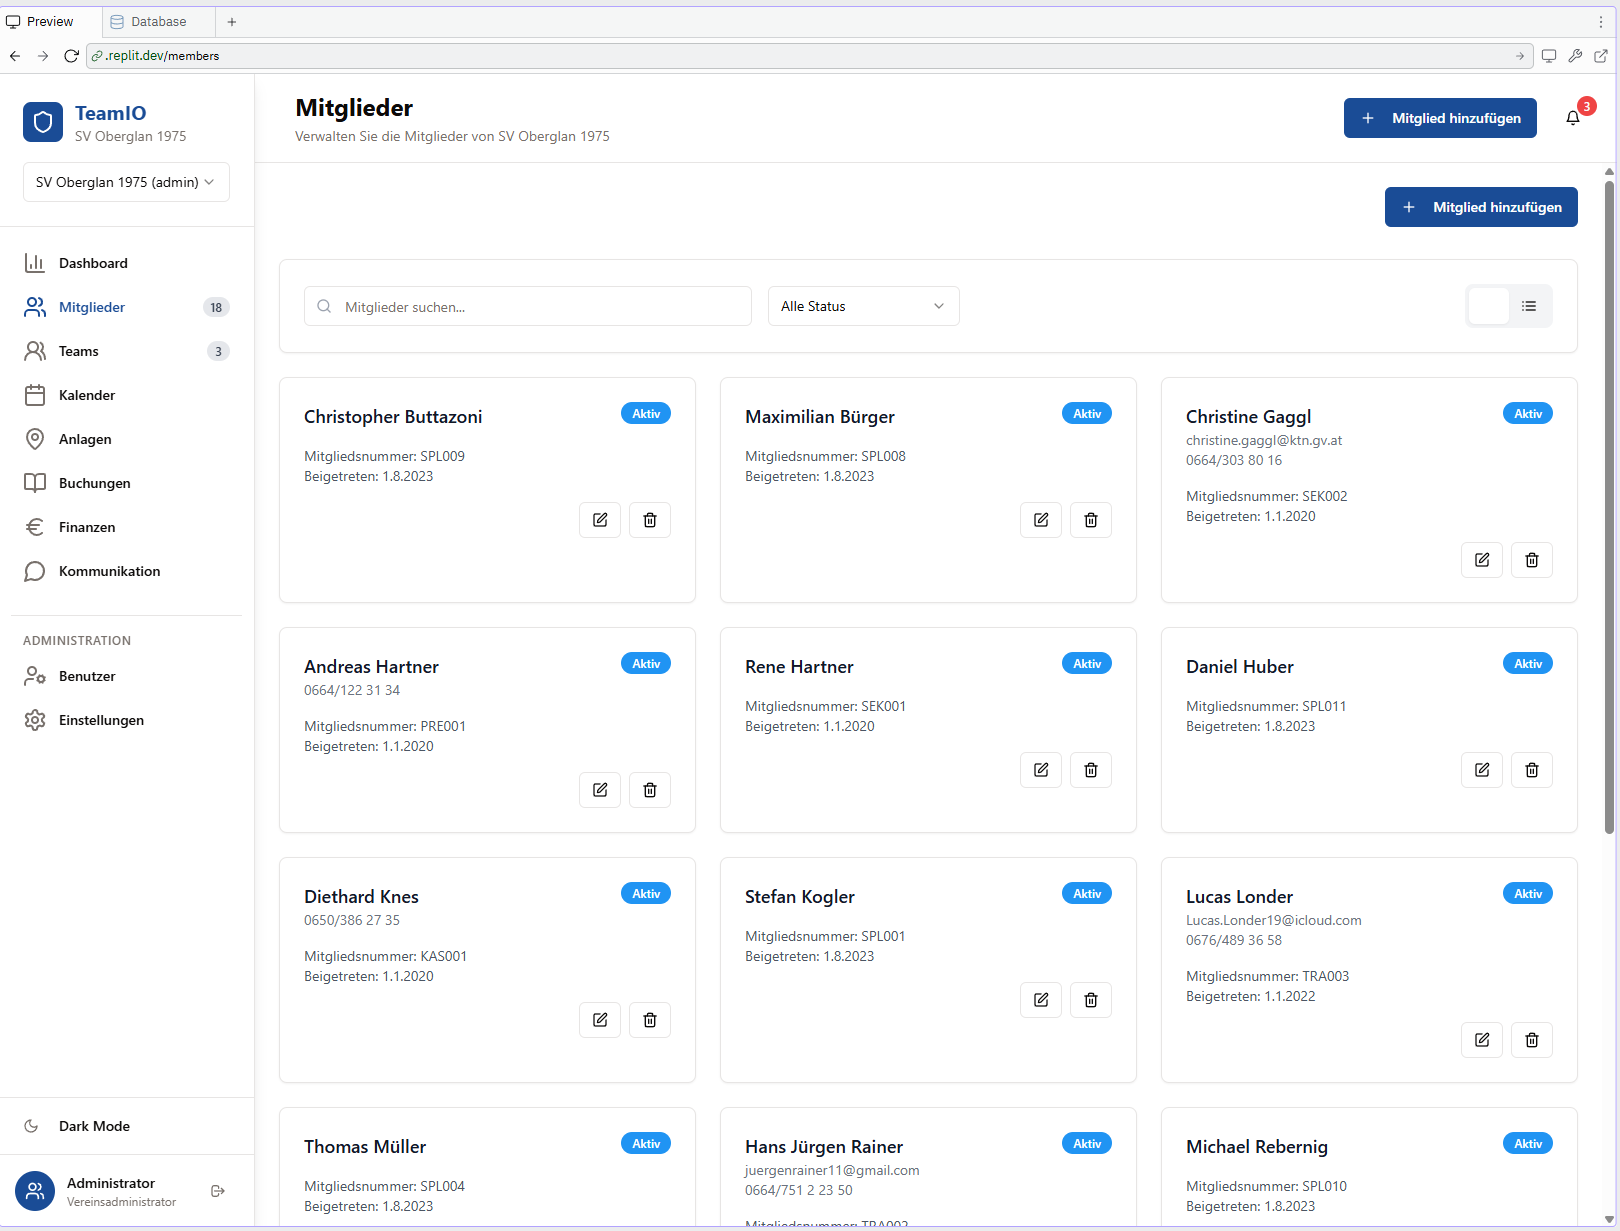 Preview
Database
.replit.dev/members
TeamIO
SV Oberglan 1975
SV Oberglan 1975 (admin)
Dashboard
Mitglieder
18
Teams
3
Kalender
Anlagen
Buchungen
Finanzen
Kommunikation
ADMINISTRATION
Benutzer
Einstellungen
Dark Mode
Administrator
Vereinsadministrator
Mitglieder
Verwalten Sie die Mitglieder von SV Oberglan 1975
Mitglied hinzufügen
3
Mitglied hinzufügen
Mitglieder suchen...
Alle Status
Christopher Buttazoni
Aktiv
Mitgliedsnummer: SPL009
Beigetreten: 1.8.2023
Maximilian Bürger
Aktiv
Mitgliedsnummer: SPL008
Beigetreten: 1.8.2023
Christine Gaggl
Aktiv
christine.gaggl@ktn.gv.at
0664/303 80 16
Mitgliedsnummer: SEK002
Beigetreten: 1.1.2020
Andreas Hartner
Aktiv
0664/122 31 34
Mitgliedsnummer: PRE001
Beigetreten: 1.1.2020
Rene Hartner
Aktiv
Mitgliedsnummer: SEK001
Beigetreten: 1.1.2020
Daniel Huber
Aktiv
Mitgliedsnummer: SPL011
Beigetreten: 1.8.2023
Diethard Knes
Aktiv
0650/386 27 35
Mitgliedsnummer: KAS001
Beigetreten: 1.1.2020
Stefan Kogler
Aktiv
Mitgliedsnummer: SPL001
Beigetreten: 1.8.2023
Lucas Londer
Aktiv
Lucas.Londer19@icloud.com
0676/489 36 58
Mitgliedsnummer: TRA003
Beigetreten: 1.1.2022
Thomas Müller
Aktiv
Mitgliedsnummer: SPL004
Beigetreten: 1.8.2023
Hans Jürgen Rainer
Aktiv
juergenrainer11@gmail.com
0664/751 2 23 50
Mitgliedsnummer: TRA002
Michael Rebernig
Aktiv
Mitgliedsnummer: SPL010
Beigetreten: 1.8.2023